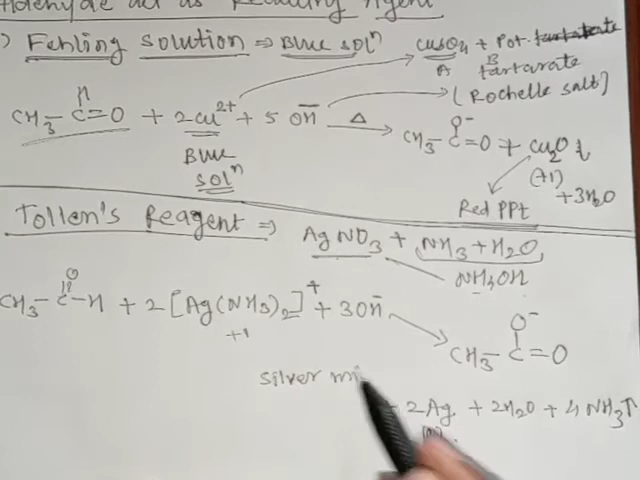 Aldehyde act as Reducing Agent
) Fehling solution ⇒ Blue solⁿ CuSO4 + Pot.
A B tartarate
(Rochelle salt]
H
CH3-C=O + 2Cu²⁺ + 5 OH̄ Δ→ CH3-C=O + Cu2O↓
O⁻
Blue
solⁿ
(+1)
+3H2O
Red PPt
Tollen's Reagent ⇒ AgNO3 + NH3+H2O
NH4OH
O
CH3-C-H + 2[Ag(NH3)2]⁺ + 3OH̄ →
+1
O⁻
CH3-C=O
silver mi
+ 2Ag + 2H2O + 4NH3↑
(0)